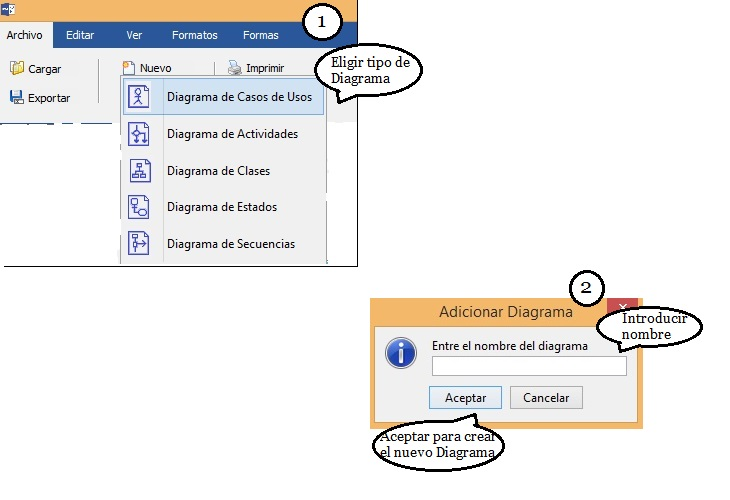 1
Archivo Editar Ver Formatos Formas
Cargar Nuevo Imprimir
Eligir tipo de
Diagrama
Exportar
Diagrama de Casos de Usos
Diagrama de Actividades
Diagrama de Clases
Diagrama de Estados
Diagrama de Secuencias
2
Adicionar Diagrama
Introducir
nombre
Entre el nombre del diagrama
Aceptar Cancelar
Aceptar para crear
el nuevo Diagrama